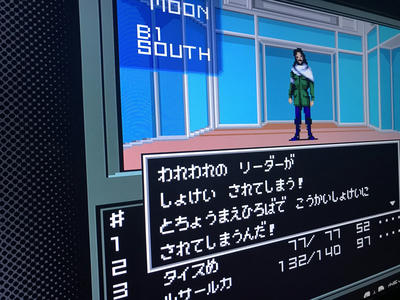 MOON
B1
SOUTH
われわれの リーダーが
しょけい されてしまう!
とちょうまえひろばで こうかいしょけいに
されてしまうんだ!
#
1
2 タイズめ 77/ 77 52
3 ルサールカ 132/140 97